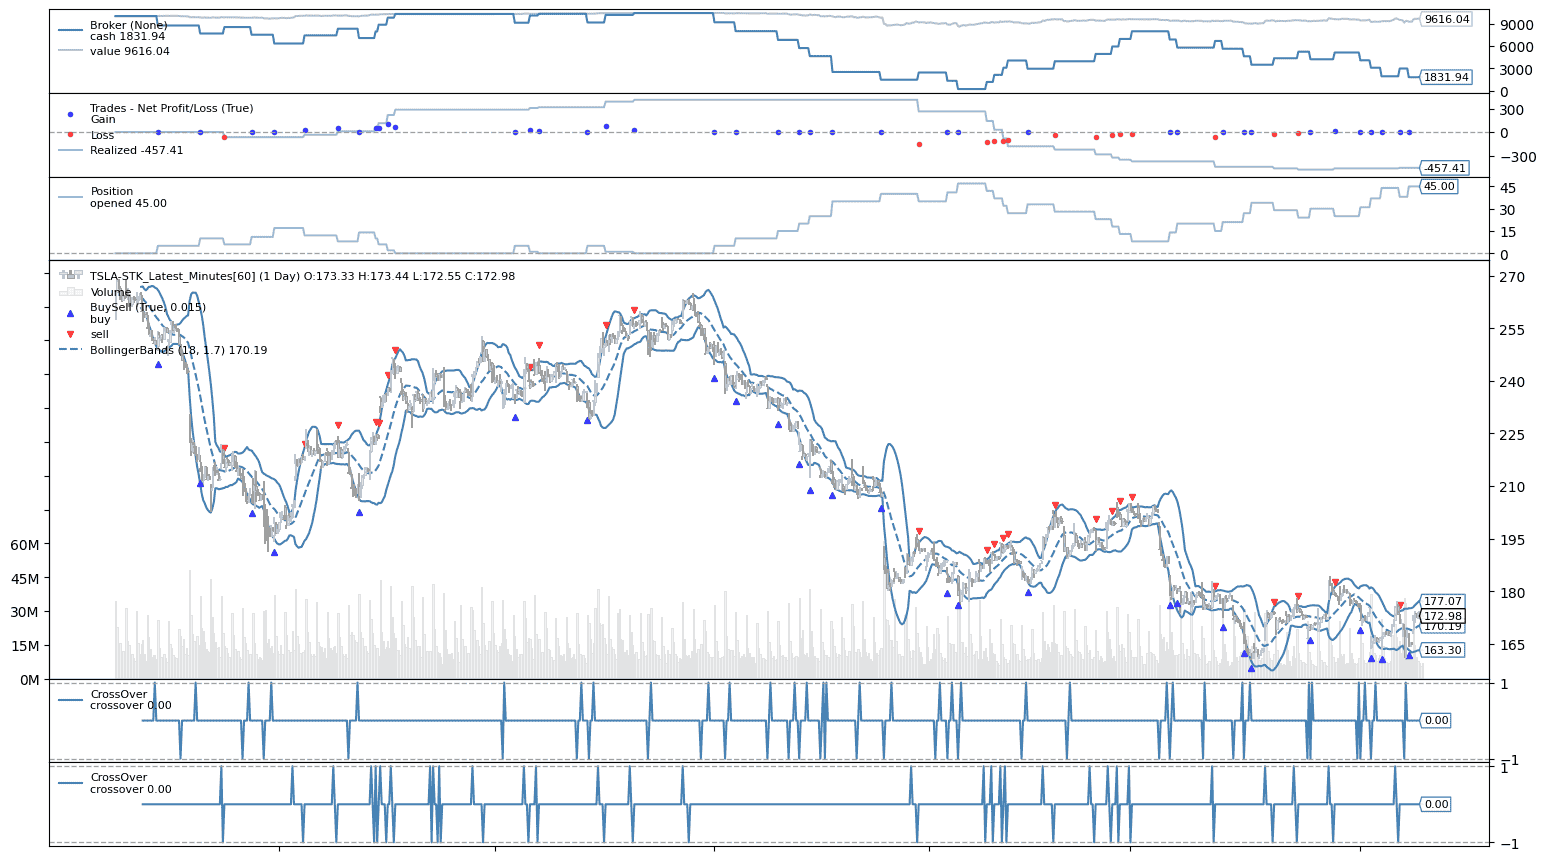 Broker (None)
cash 1831.94
value 9616.04
9616.04
9000
6000
3000
1831.94
0
Trades - Net Profit/Loss (True)
Gain
Loss
Realized -457.41
300
0
−300
-457.41
Position
opened 45.00
45.00
45
30
15
0
TSLA-STK_Latest_Minutes[60] (1 Day) O:173.33 H:173.44 L:172.55 C:172.98
Volume
BuySell (True, 0.015)
buy
sell
BollingerBands (18, 1.7) 170.19
270
255
240
225
210
195
180
165
60M
45M
30M
15M
0M
177.07
172.98
170.19
163.30
CrossOver
crossover 0.00
1
0.00
−1
CrossOver
crossover 0.00
1
0.00
−1